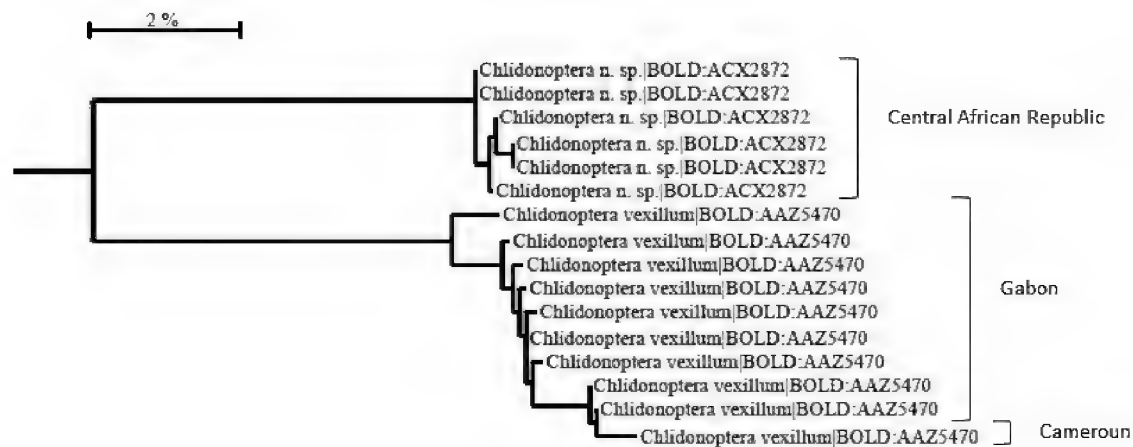 2 %
Chlidonoptera n. sp.|BOLD:ACX2872
Chlidonoptera n. sp.|BOLD:ACX2872
Chlidonoptera n. sp.|BOLD:ACX2872
Chlidonoptera n. sp.|BOLD:ACX2872
Chlidonoptera n. sp.|BOLD:ACX2872
Chlidonoptera n. sp.|BOLD:ACX2872
Central African Republic
Chlidonoptera vexillum|BOLD:AAZ5470
Chlidonoptera vexillum|BOLD:AAZ5470
Chlidonoptera vexillum|BOLD:AAZ5470
Chlidonoptera vexillum|BOLD:AAZ5470
Chlidonoptera vexillum|BOLD:AAZ5470
Chlidonoptera vexillum|BOLD:AAZ5470
Chlidonoptera vexillum|BOLD:AAZ5470
Chlidonoptera vexillum|BOLD:AAZ5470
Chlidonoptera vexillum|BOLD:AAZ5470
Gabon
Chlidonoptera vexillum|BOLD:AAZ5470
Cameroun